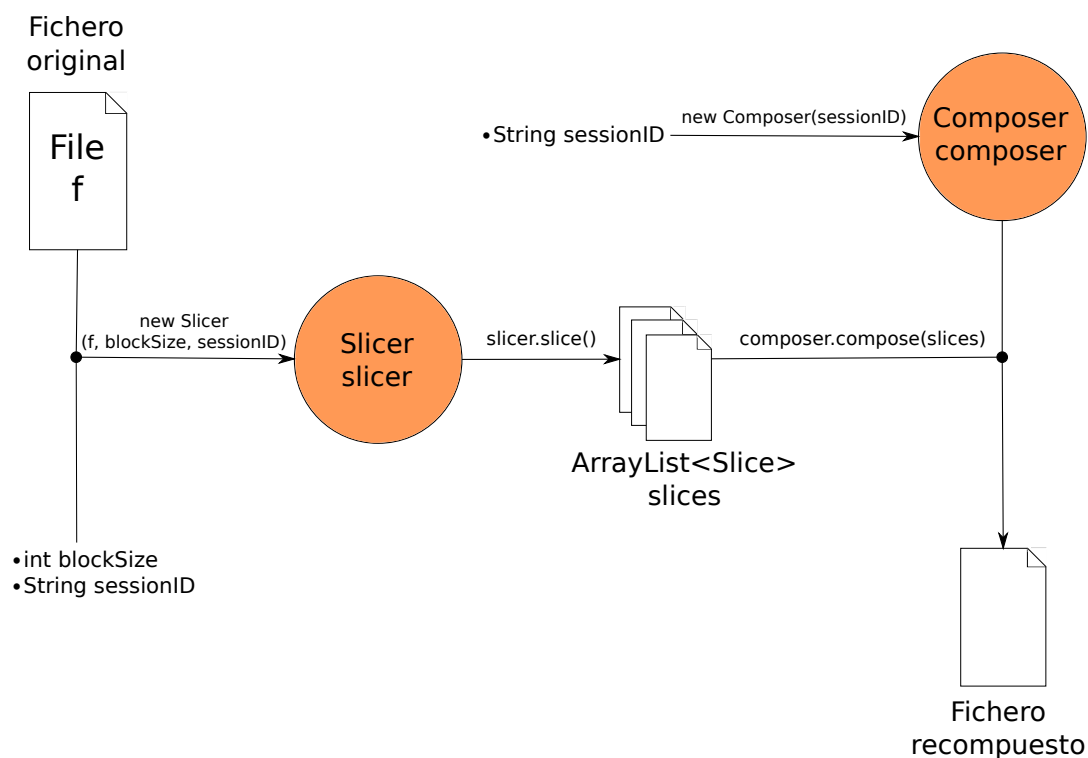 Fichero
original
File
f
•String sessionID
new Composer(sessionID)
Composer
composer
new Slicer
(f, blockSize, sessionID)
Slicer
slicer
slicer.slice()
composer.compose(slices)
ArrayList<Slice>
slices
•int blockSize
•String sessionID
Fichero
recompuesto